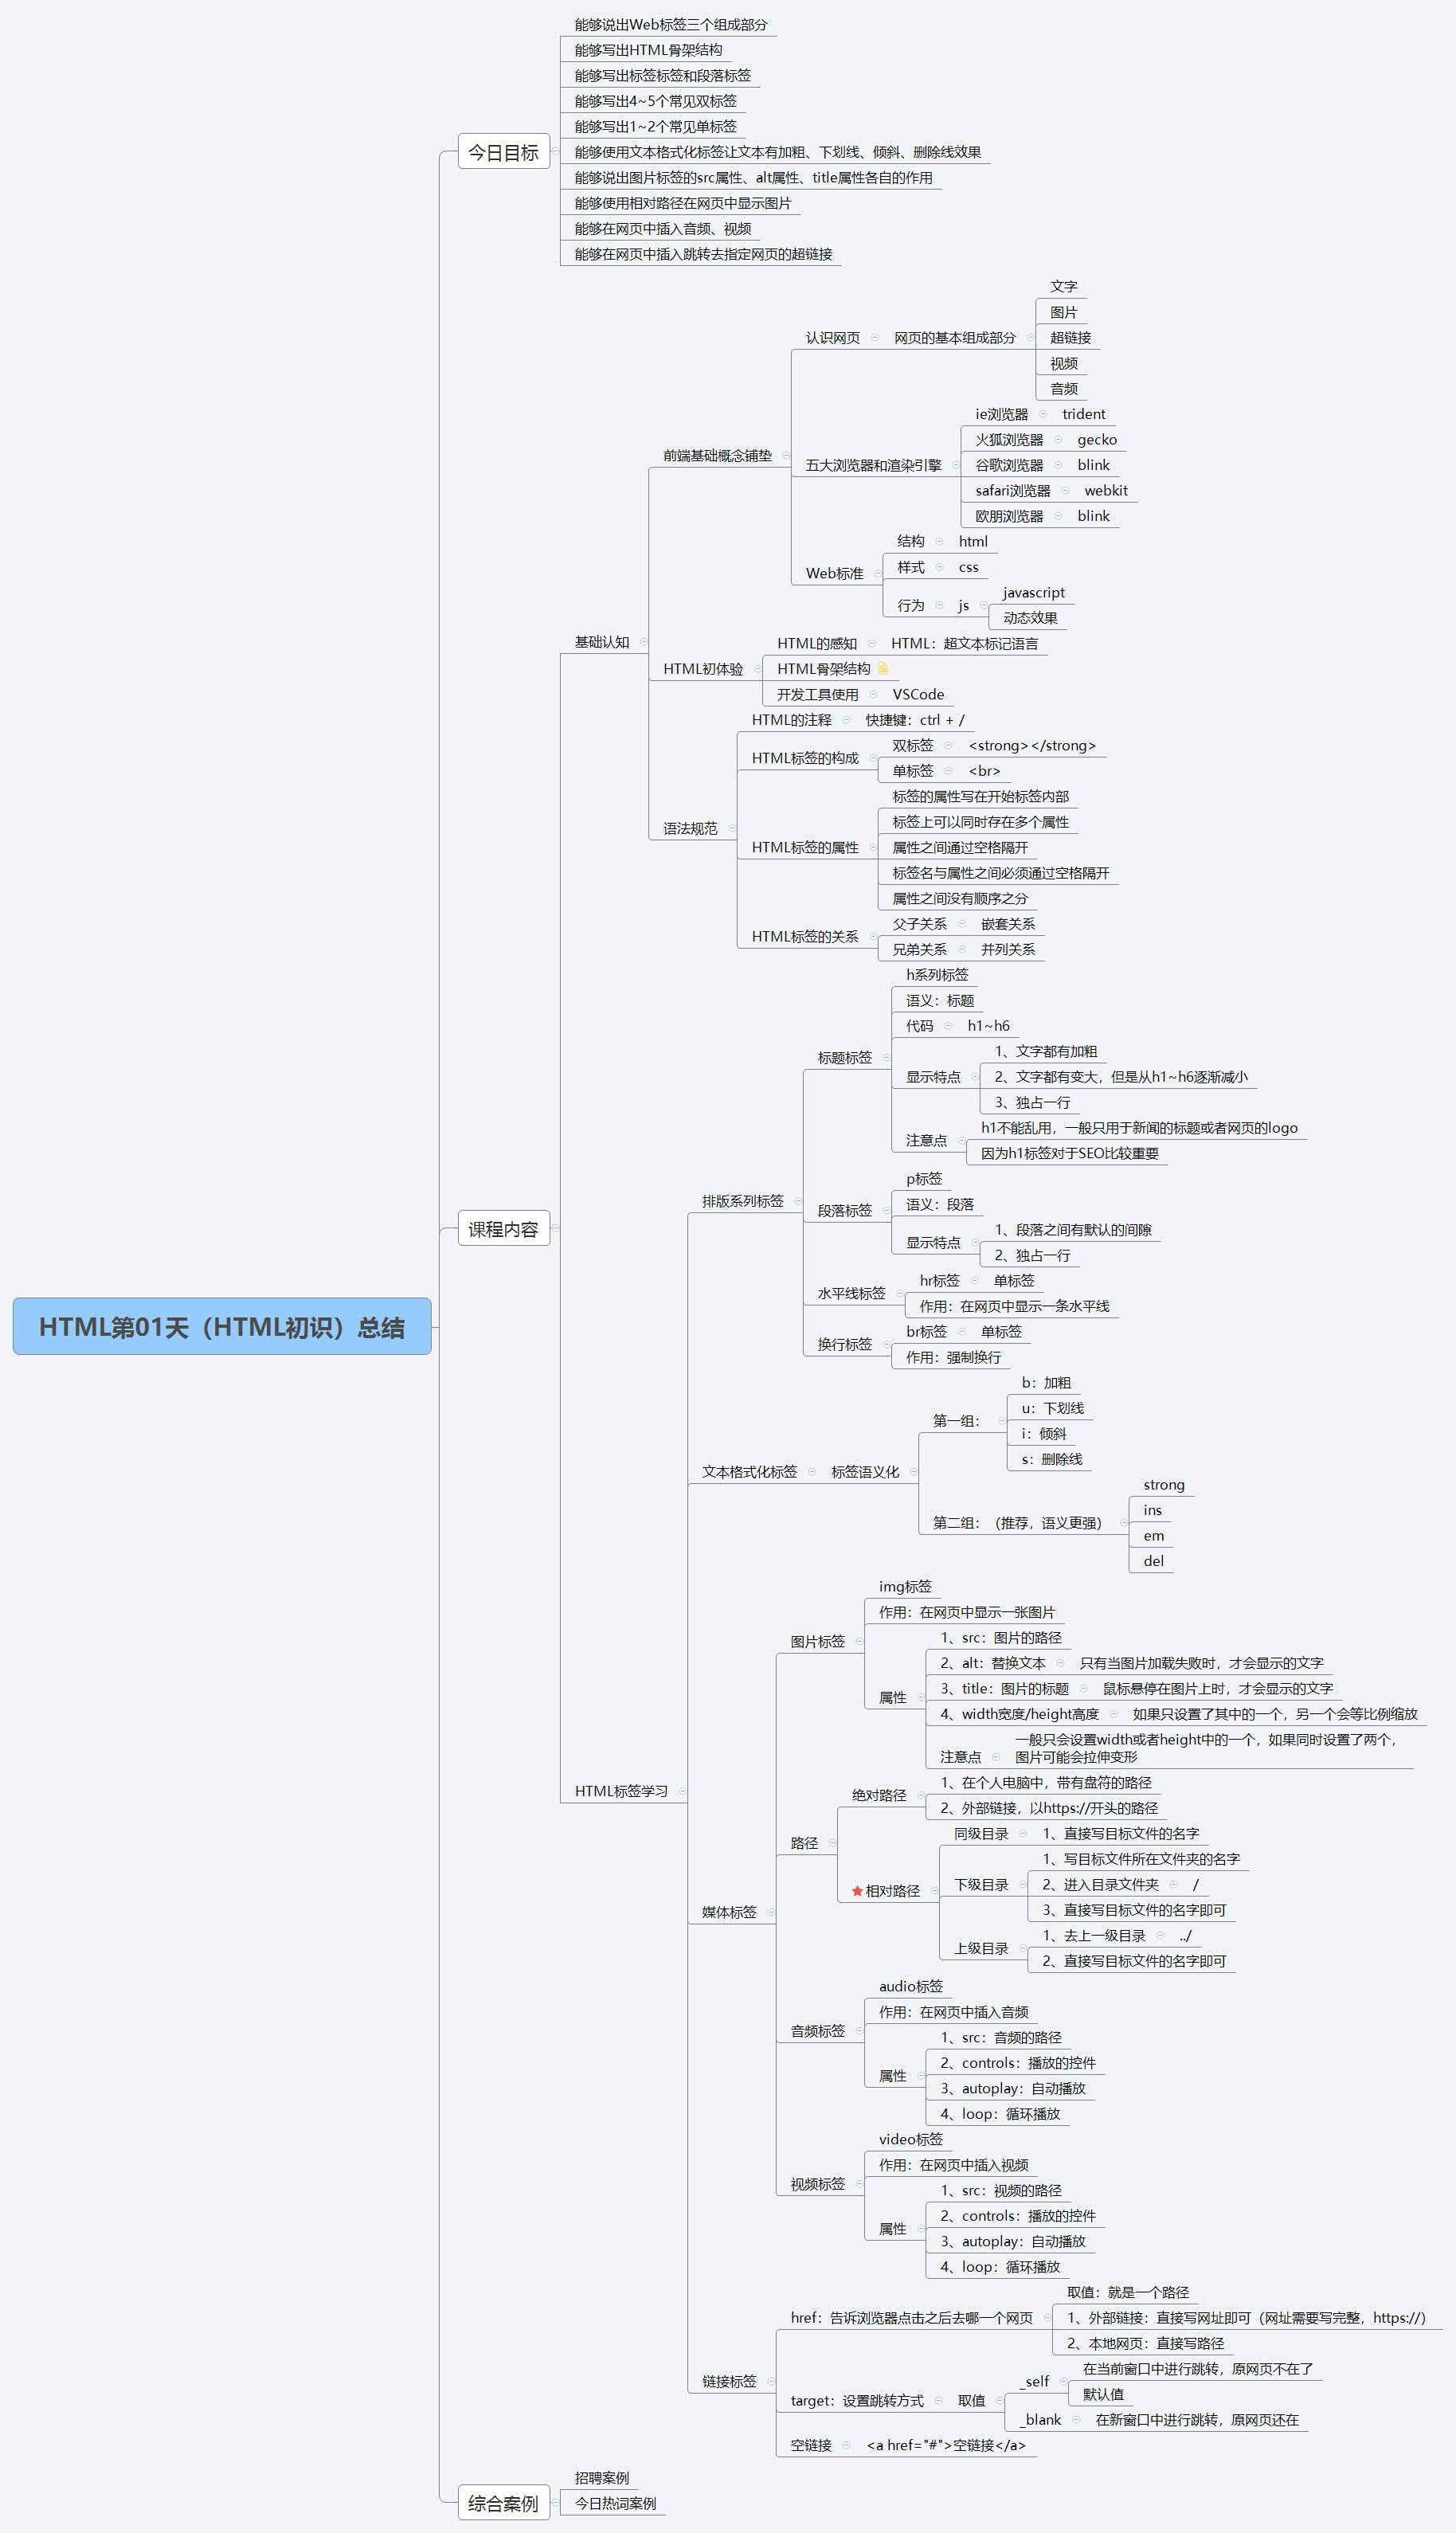 HTML第01天（HTML初识）总结
今日目标
能够说出Web标签三个组成部分
能够写出HTML骨架结构
能够写出标签标签和段落标签
能够写出4~5个常见双标签
能够写出1~2个常见单标签
能够使用文本格式化标签让文本有加粗、下划线、倾斜、删除线效果
能够说出图片标签的src属性、alt属性、title属性各自的作用
能够使用相对路径在网页中显示图片
能够在网页中插入音频、视频
能够在网页中插入跳转去指定网页的超链接
课程内容
基础认知
前端基础概念铺垫
认识网页
网页的基本组成部分
文字
图片
超链接
视频
音频
五大浏览器和渲染引擎
ie浏览器
trident
火狐浏览器
gecko
谷歌浏览器
blink
safari浏览器
webkit
欧朋浏览器
blink
Web标准
结构
html
样式
css
行为
js
javascript
动态效果
HTML初体验
HTML的感知
HTML：超文本标记语言
HTML骨架结构
开发工具使用
VSCode
语法规范
HTML的注释
快捷键：ctrl + /
HTML标签的构成
双标签
<strong></strong>
单标签
<br>
HTML标签的属性
标签的属性写在开始标签内部
标签上可以同时存在多个属性
属性之间通过空格隔开
标签名与属性之间必须通过空格隔开
属性之间没有顺序之分
HTML标签的关系
父子关系
嵌套关系
兄弟关系
并列关系
HTML标签学习
排版系列标签
标题标签
h系列标签
语义：标题
代码
h1~h6
显示特点
1、文字都有加粗
2、文字都有变大，但是从h1~h6逐渐减小
3、独占一行
注意点
h1不能乱用，一般只用于新闻的标题或者网页的logo
因为h1标签对于SEO比较重要
段落标签
p标签
语义：段落
显示特点
1、段落之间有默认的间隙
2、独占一行
水平线标签
hr标签
单标签
作用：在网页中显示一条水平线
换行标签
br标签
单标签
作用：强制换行
文本格式化标签
标签语义化
第一组：
b：加粗
u：下划线
i：倾斜
s：删除线
第二组：（推荐，语义更强）
strong
ins
em
del
媒体标签
图片标签
img标签
作用：在网页中显示一张图片
属性
1、src：图片的路径
2、alt：替换文本
只有当图片加载失败时，才会显示的文字
3、title：图片的标题
鼠标悬停在图片上时，才会显示的文字
4、width宽度/height高度
如果只设置了其中的一个，另一个会等比例缩放
注意点
一般只会设置width或者height中的一个，如果同时设置了两个，
图片可能会拉伸变形
路径
绝对路径
1、在个人电脑中，带有盘符的路径
2、外部链接，以https://开头的路径
相对路径
同级目录
1、直接写目标文件的名字
下级目录
1、写目标文件所在文件夹的名字
2、进入目录文件夹
/
3、直接写目标文件的名字即可
上级目录
1、去上一级目录
../
2、直接写目标文件的名字即可
音频标签
audio标签
作用：在网页中插入音频
属性
1、src：音频的路径
2、controls：播放的控件
3、autoplay：自动播放
4、loop：循环播放
视频标签
video标签
作用：在网页中插入视频
属性
1、src：视频的路径
2、controls：播放的控件
3、autoplay：自动播放
4、loop：循环播放
链接标签
href：告诉浏览器点击之后去哪一个网页
取值：就是一个路径
1、外部链接：直接写网址即可（网址需要写完整，https://）
2、本地网页：直接写路径
target：设置跳转方式
取值
_self
在当前窗口中进行跳转，原网页不在了
默认值
_blank
在新窗口中进行跳转，原网页还在
空链接
<a href="#">空链接</a>
综合案例
招聘案例
今日热词案例